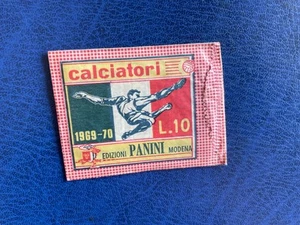 calciatori
1969-70
L.10
EDIZIONI PANINI MODENA